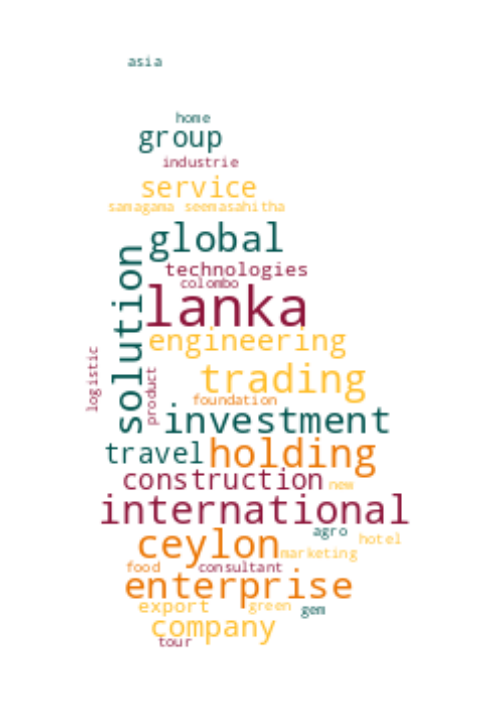 asia
home
group
industrie
service
samagama seemasahitha
global
solution
technologies
colombo
lanka
engineering
logistic
product
trading
foundation
investment
travel
holding
construction
new
international
agro
hotel
ceylon
marketing
food
consultant
enterprise
export
green
gem
company
tour